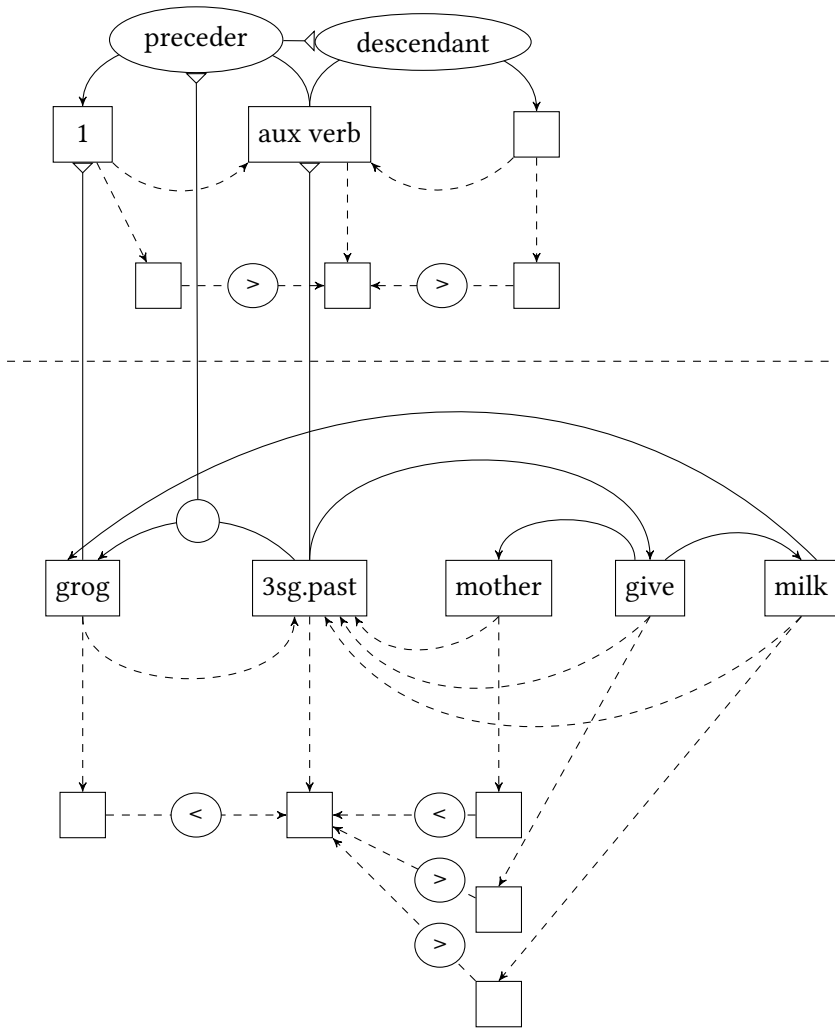 preceder descendant
1 aux verb
> >
grog 3sg.past mother give milk
< <
>
>